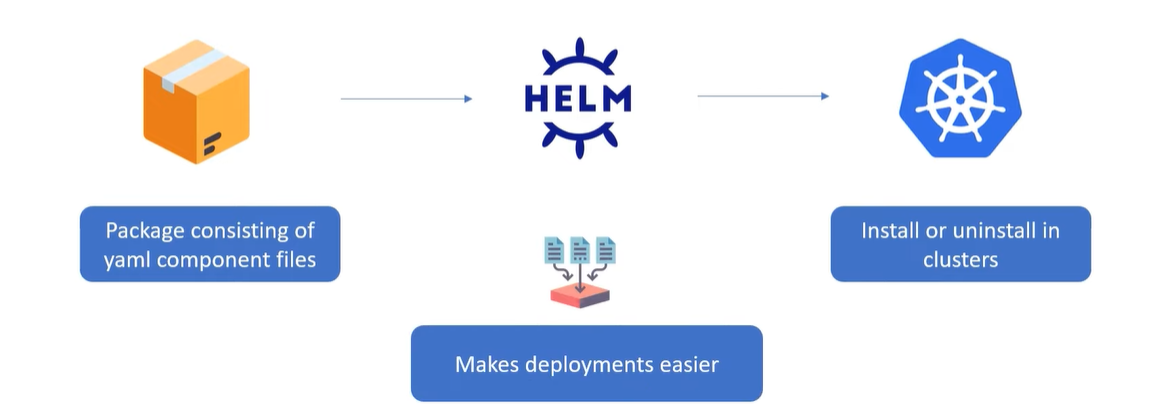 HELM
Package consisting of
yaml component files
Install or uninstall in
clusters
Makes deployments easier